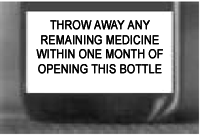 THROW AWAY ANY
REMAINING MEDICINE
WITHIN ONE MONTH OF
OPENING THIS BOTTLE